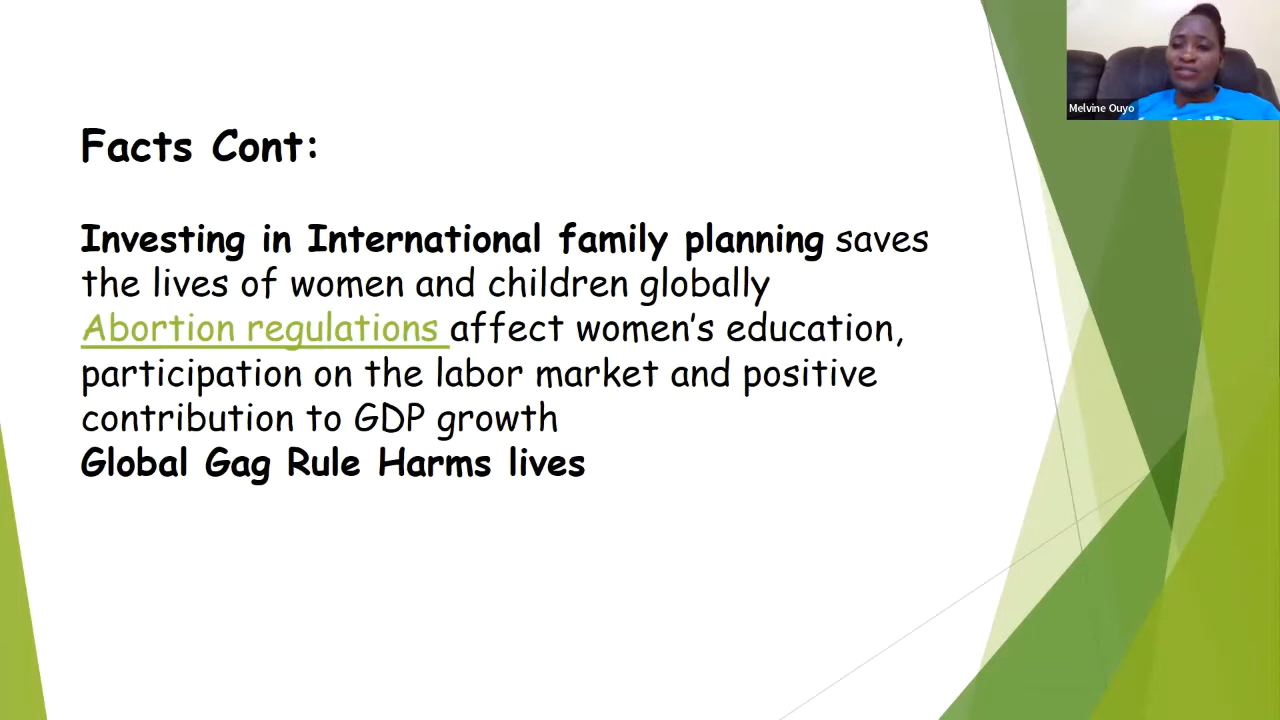 Melvine Ouyo
Facts Cont:
Investing in International family planning saves
the lives of women and children globally
Abortion regulations affect women’s education,
participation on the labor market and positive
contribution to GDP growth
Global Gag Rule Harms lives